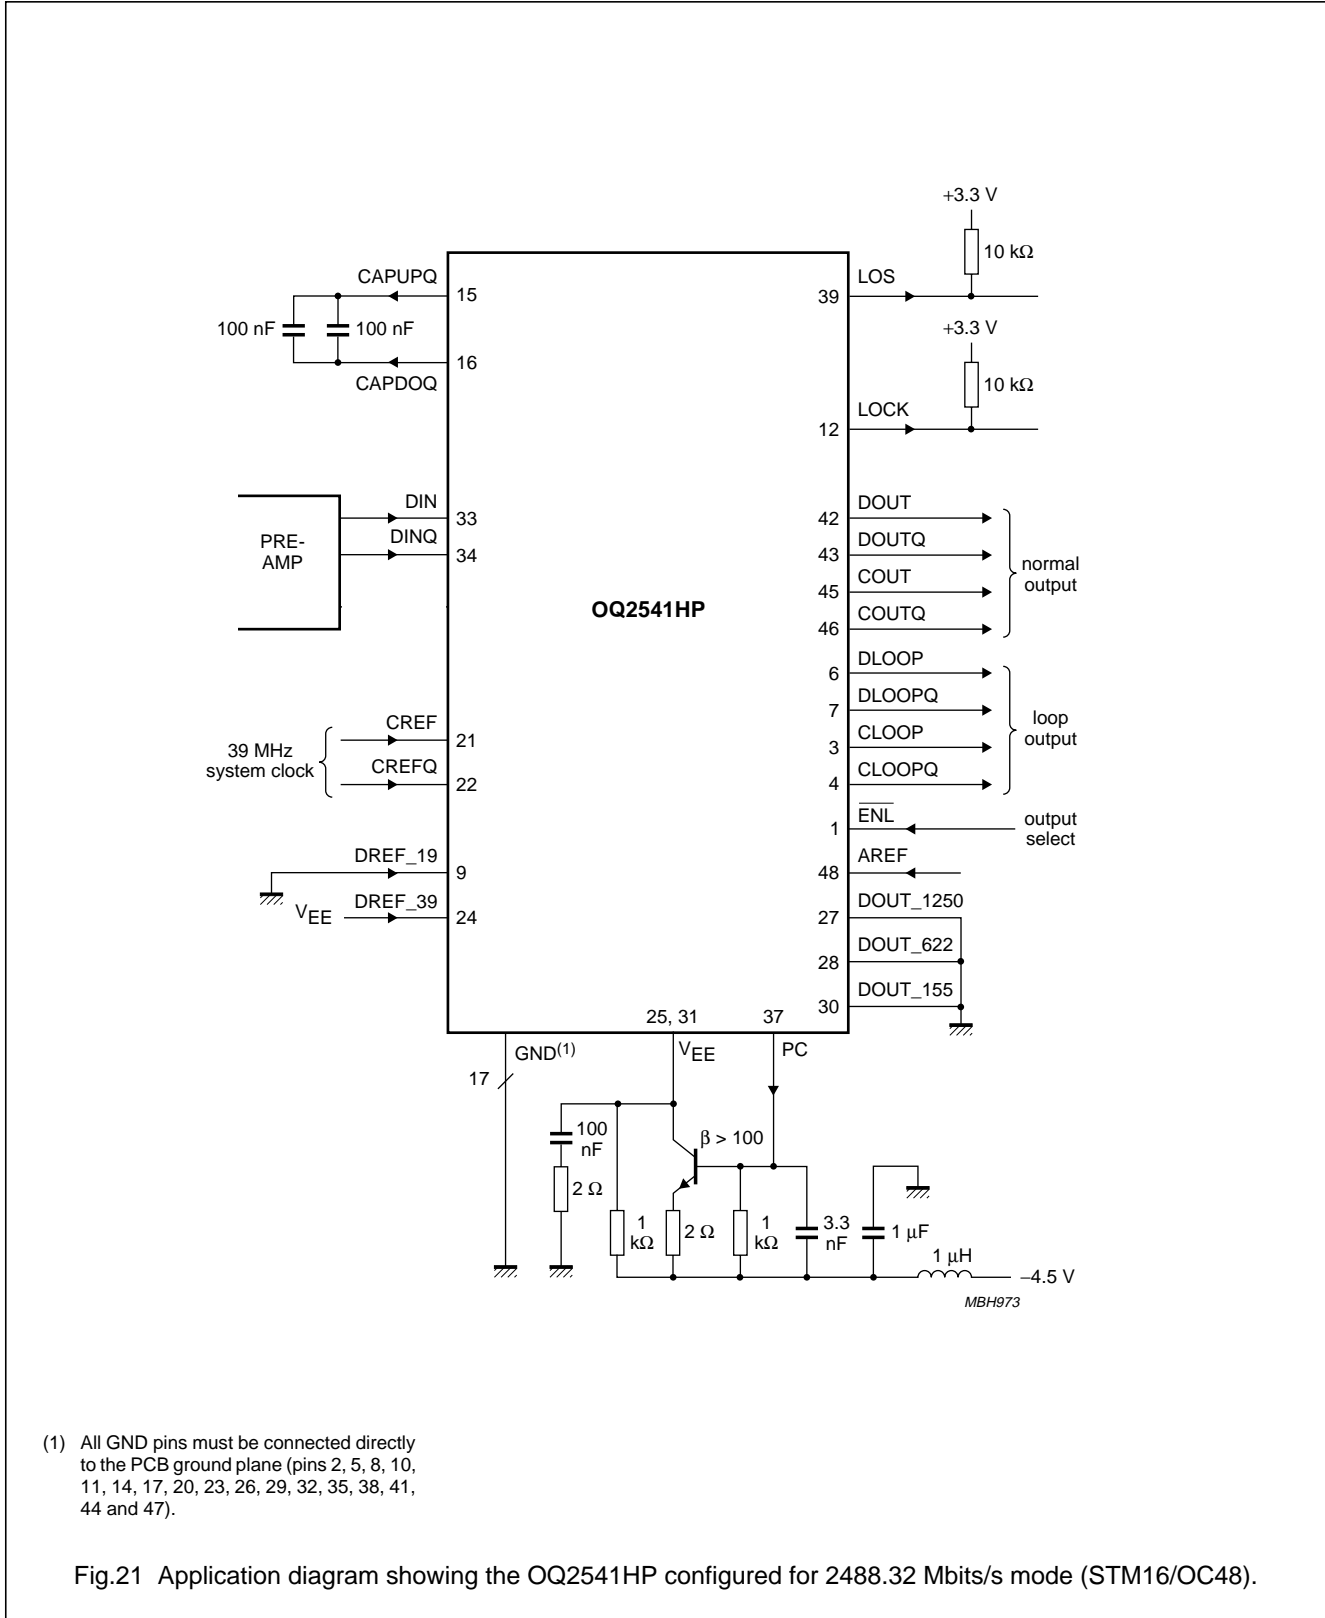 +3.3 V
10 kΩ
CAPUPQ
15
LOS
39
100 nF
100 nF
+3.3 V
16
CAPDOQ
10 kΩ
LOCK
12
DIN
33
DINQ
34
PRE-
AMP
OQ2541HP
DOUT
42
DOUTQ
43
COUT
45
COUTQ
46
normal
output
DLOOP
6
DLOOPQ
7
CLOOP
3
CLOOPQ
4
loop
output
CREF
21
CREFQ
22
39 MHz
system clock
ENL
1
output
select
DREF_19
9
AREF
48
VEE
DREF_39
24
DOUT_1250
27
DOUT_622
28
DOUT_155
30
25, 31
37
GND(1)
VEE
PC
17
100
nF
β > 100
2 Ω
1
kΩ
2 Ω
1
kΩ
3.3
nF
1 μF
1 μH
−4.5 V
MBH973
(1) All GND pins must be connected directly
to the PCB ground plane (pins 2, 5, 8, 10,
11, 14, 17, 20, 23, 26, 29, 32, 35, 38, 41,
44 and 47).
Fig.21 Application diagram showing the OQ2541HP configured for 2488.32 Mbits/s mode (STM16/OC48).